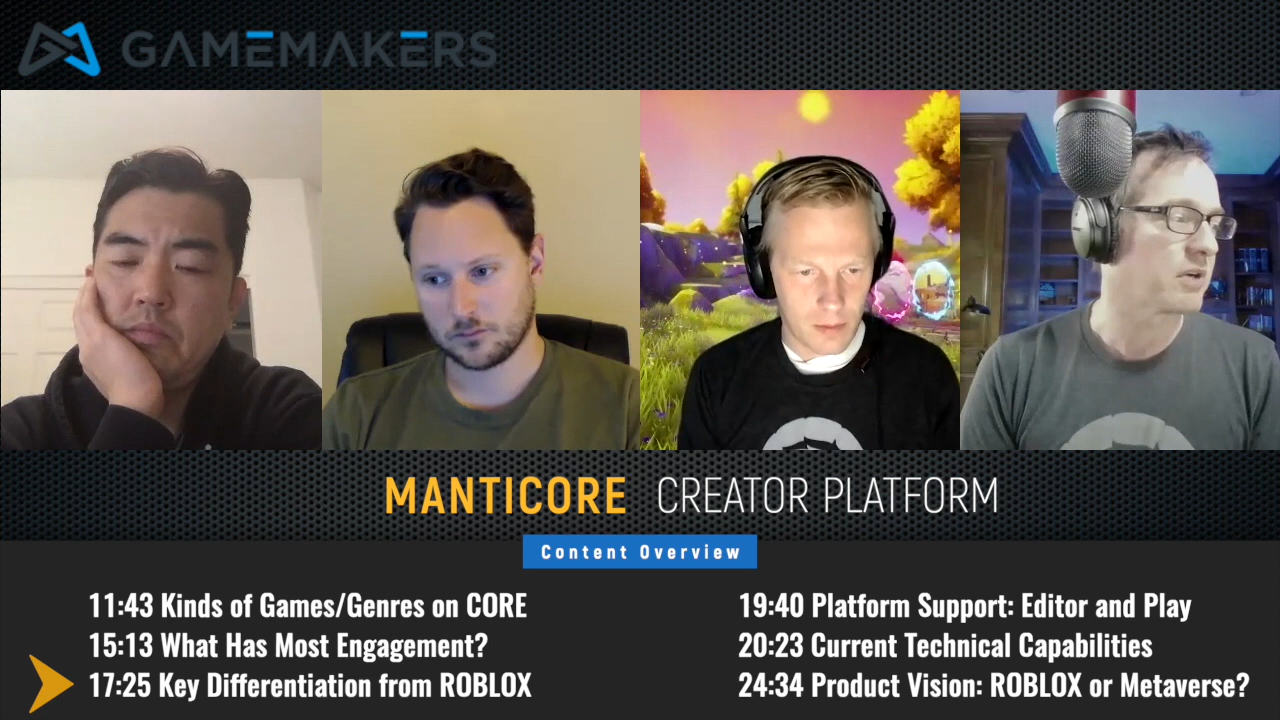 GAMEMAKERS
MANTICORE CREATOR PLATFORM
Content Overview
11:43 Kinds of Games/Genres on CORE
15:13 What Has Most Engagement?
17:25 Key Differentiation from ROBLOX
19:40 Platform Support: Editor and Play
20:23 Current Technical Capabilities
24:34 Product Vision: ROBLOX or Metaverse?